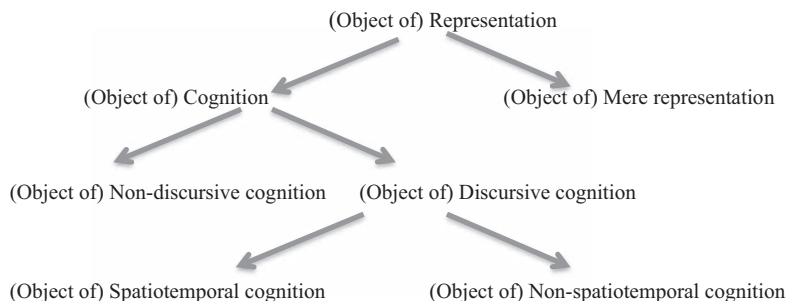 (Object of) Representation
(Object of) Cognition (Object of) Mere representation
(Object of) Non-discursive cognition (Object of) Discursive cognition
(Object of) Spatiotemporal cognition (Object of) Non-spatiotemporal cognition